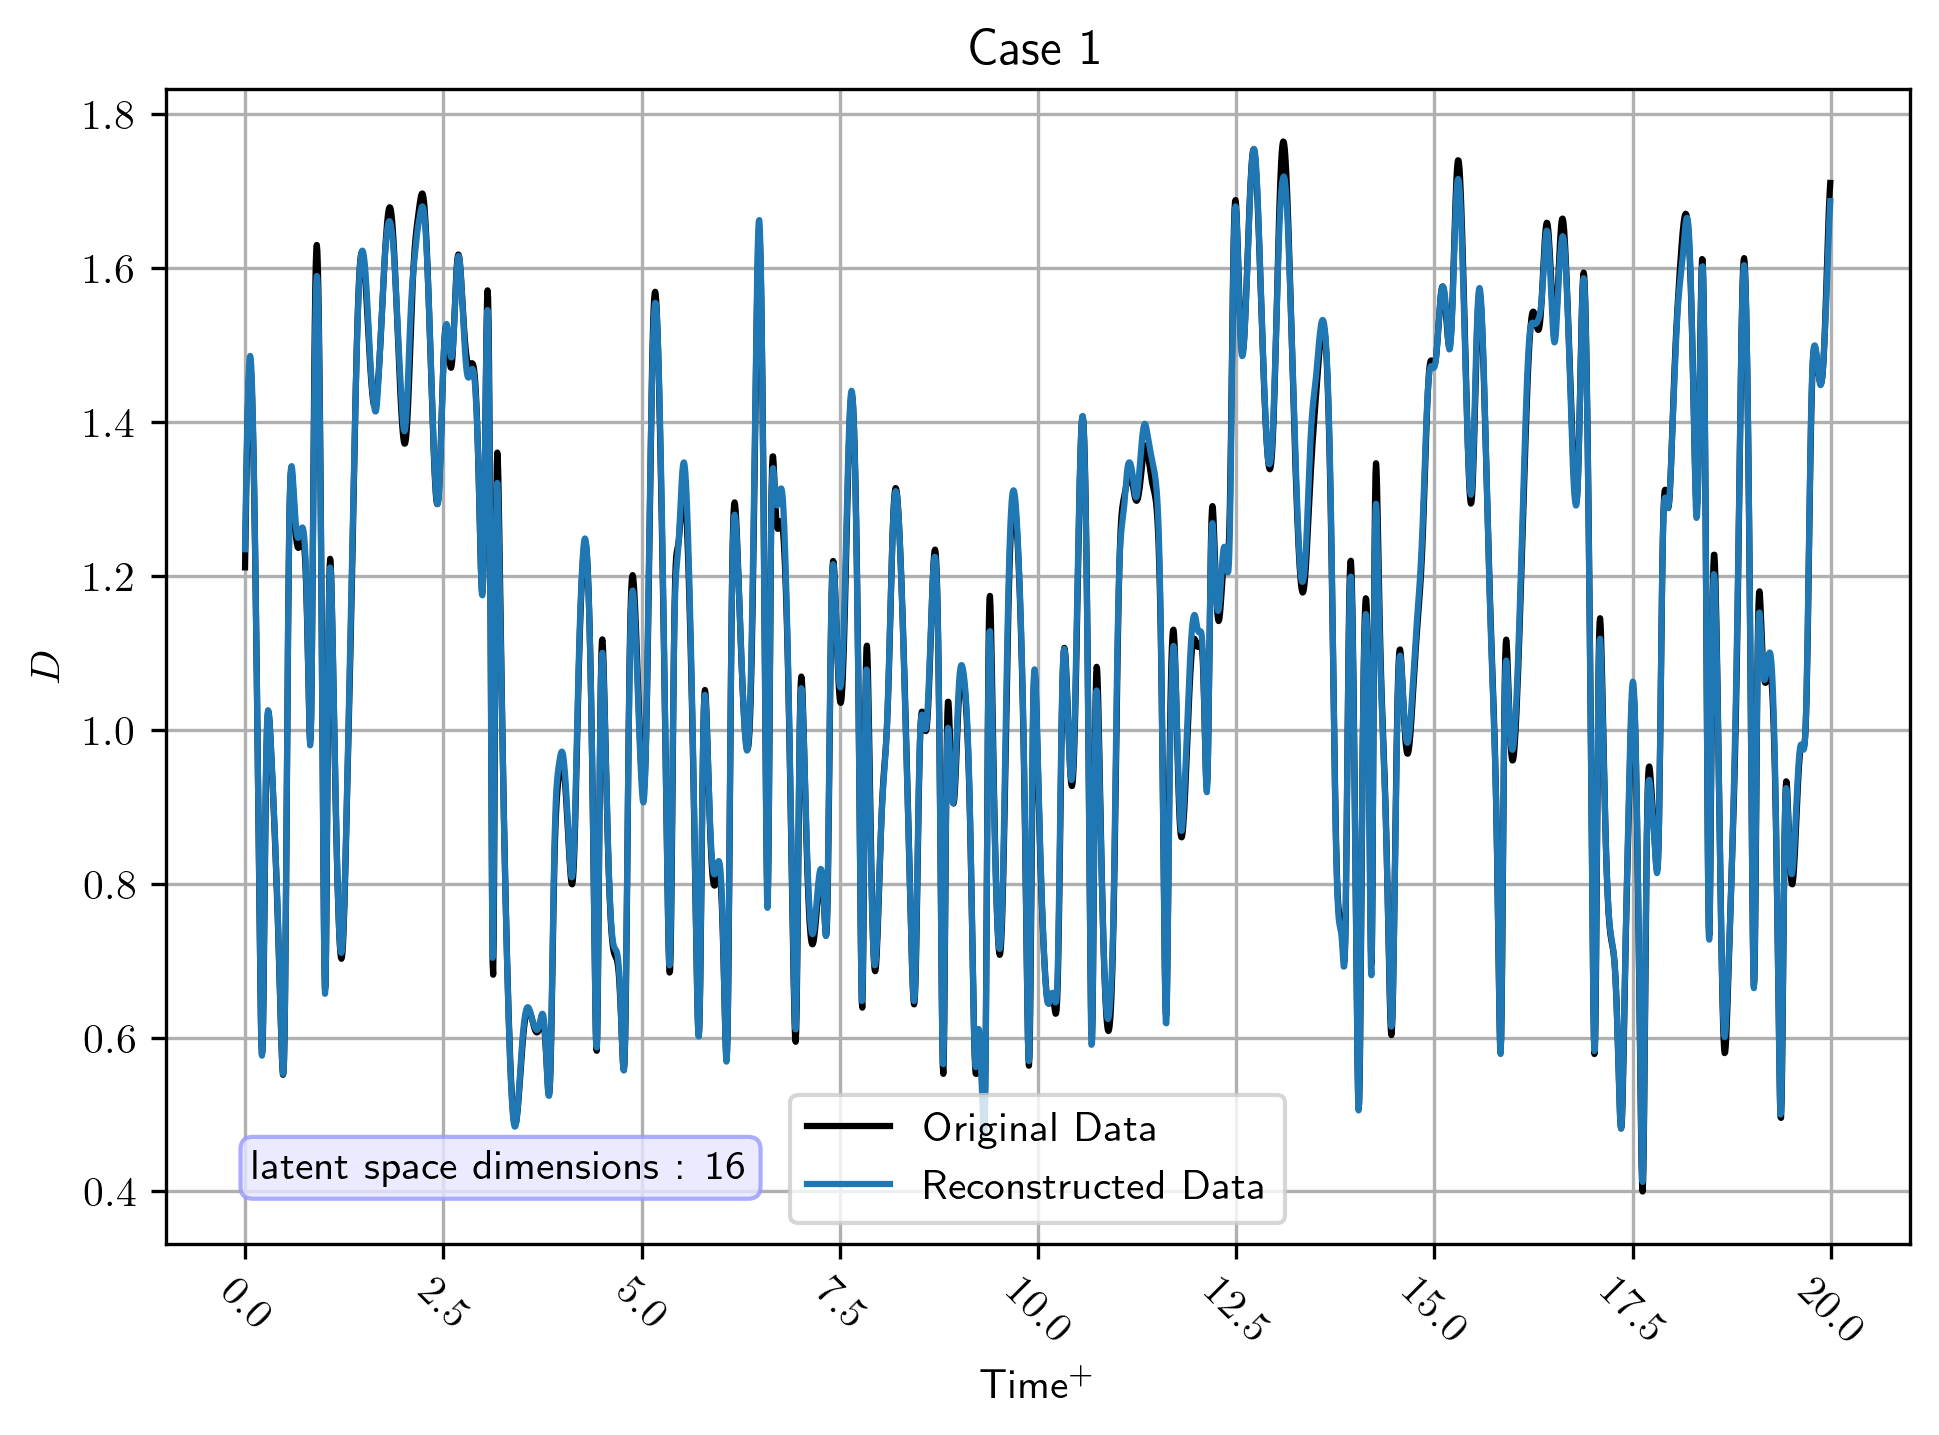 Case 1
1.8
1.6
1.4
1.2
1.0
0.8
0.6
0.4
D
latent space dimensions : 16
Original Data
Reconstructed Data
0.0
2.5
5.0
7.5
10.0
12.5
15.0
17.5
20.0
Time⁺